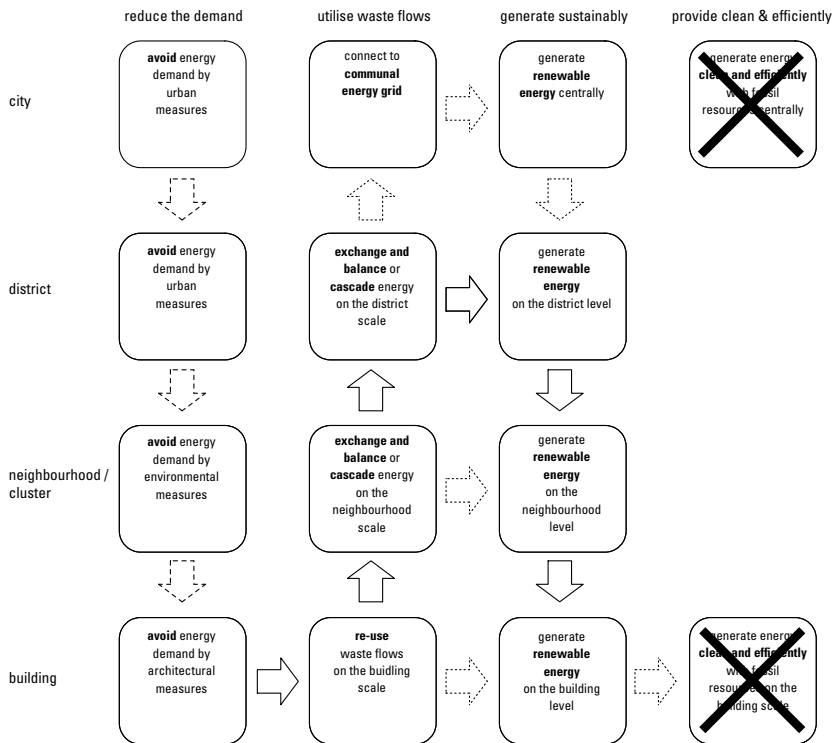 reduce the demand
utilise waste flows
generate sustainably
provide clean & efficiently
city
avoid energy
demand by
urban
measures
connect to
communal
energy grid
generate
renewable
energy centrally
generate energy
clean and efficiently
with fossil
resources centrally
district
avoid energy
demand by
urban
measures
exchange and
balance or
cascade energy
on the district
scale
generate
renewable
energy
on the district level
neighbourhood /
cluster
avoid energy
demand by
environmental
measures
exchange and
balance or
cascade energy
on the
neighbourhood
scale
generate
renewable
energy
on the
neighbourhood
level
building
avoid energy
demand by
architectural
measures
re-use
waste flows
on the buidling
scale
generate
renewable
energy
on the building
level
generate energy
clean and efficiently
with fossil
resources on the
building scale